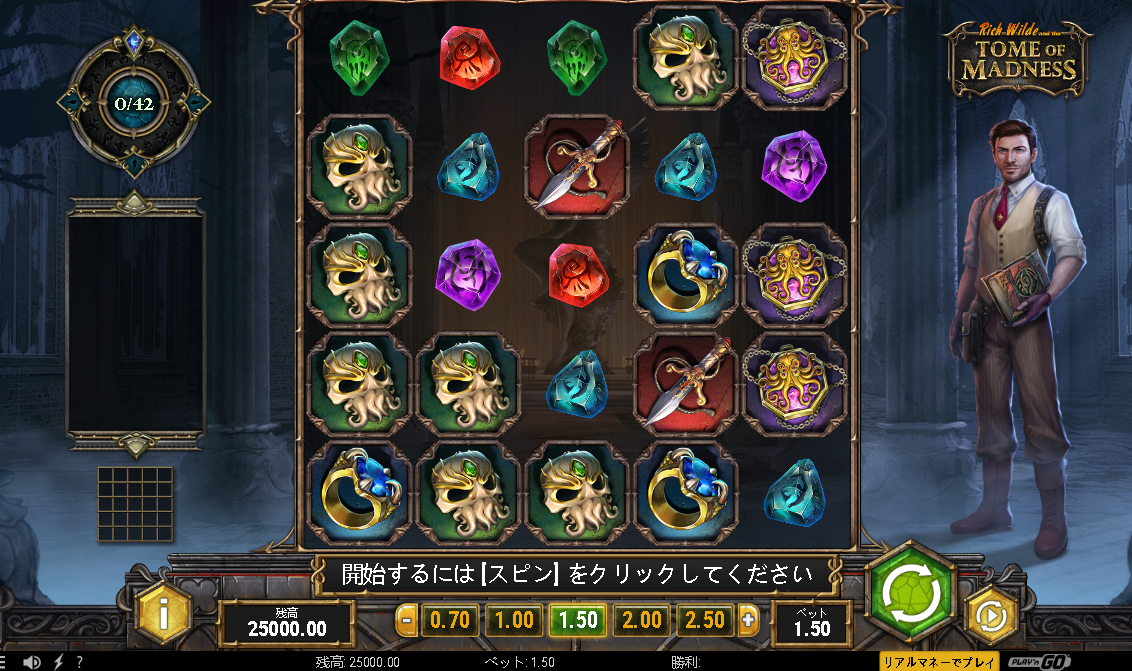 0/42
Rich Wilde and the
TOME OF
MADNESS
開始するには [スピン] をクリックしてください
残高
25000.00
- 0.70 1.00 1.50 2.00 2.50 +
ベット
1.50
i
? 残高: 25000.00 ベット: 1.50 勝利: リアルマネーでプレイ PLAY'n GO